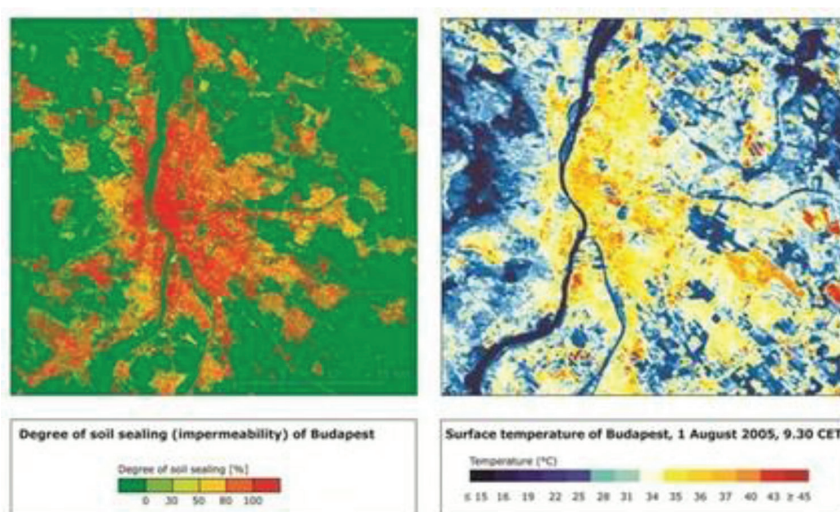 Degree of soil sealing (impermeability) of Budapest
Degree of soil sealing [%]
0 30 50 80 100
Surface temperature of Budapest, 1 August 2005, 9.30 CET
Temperature (°C)
≤ 15 16 19 22 25 28 31 34 35 36 37 40 43 ≥ 45